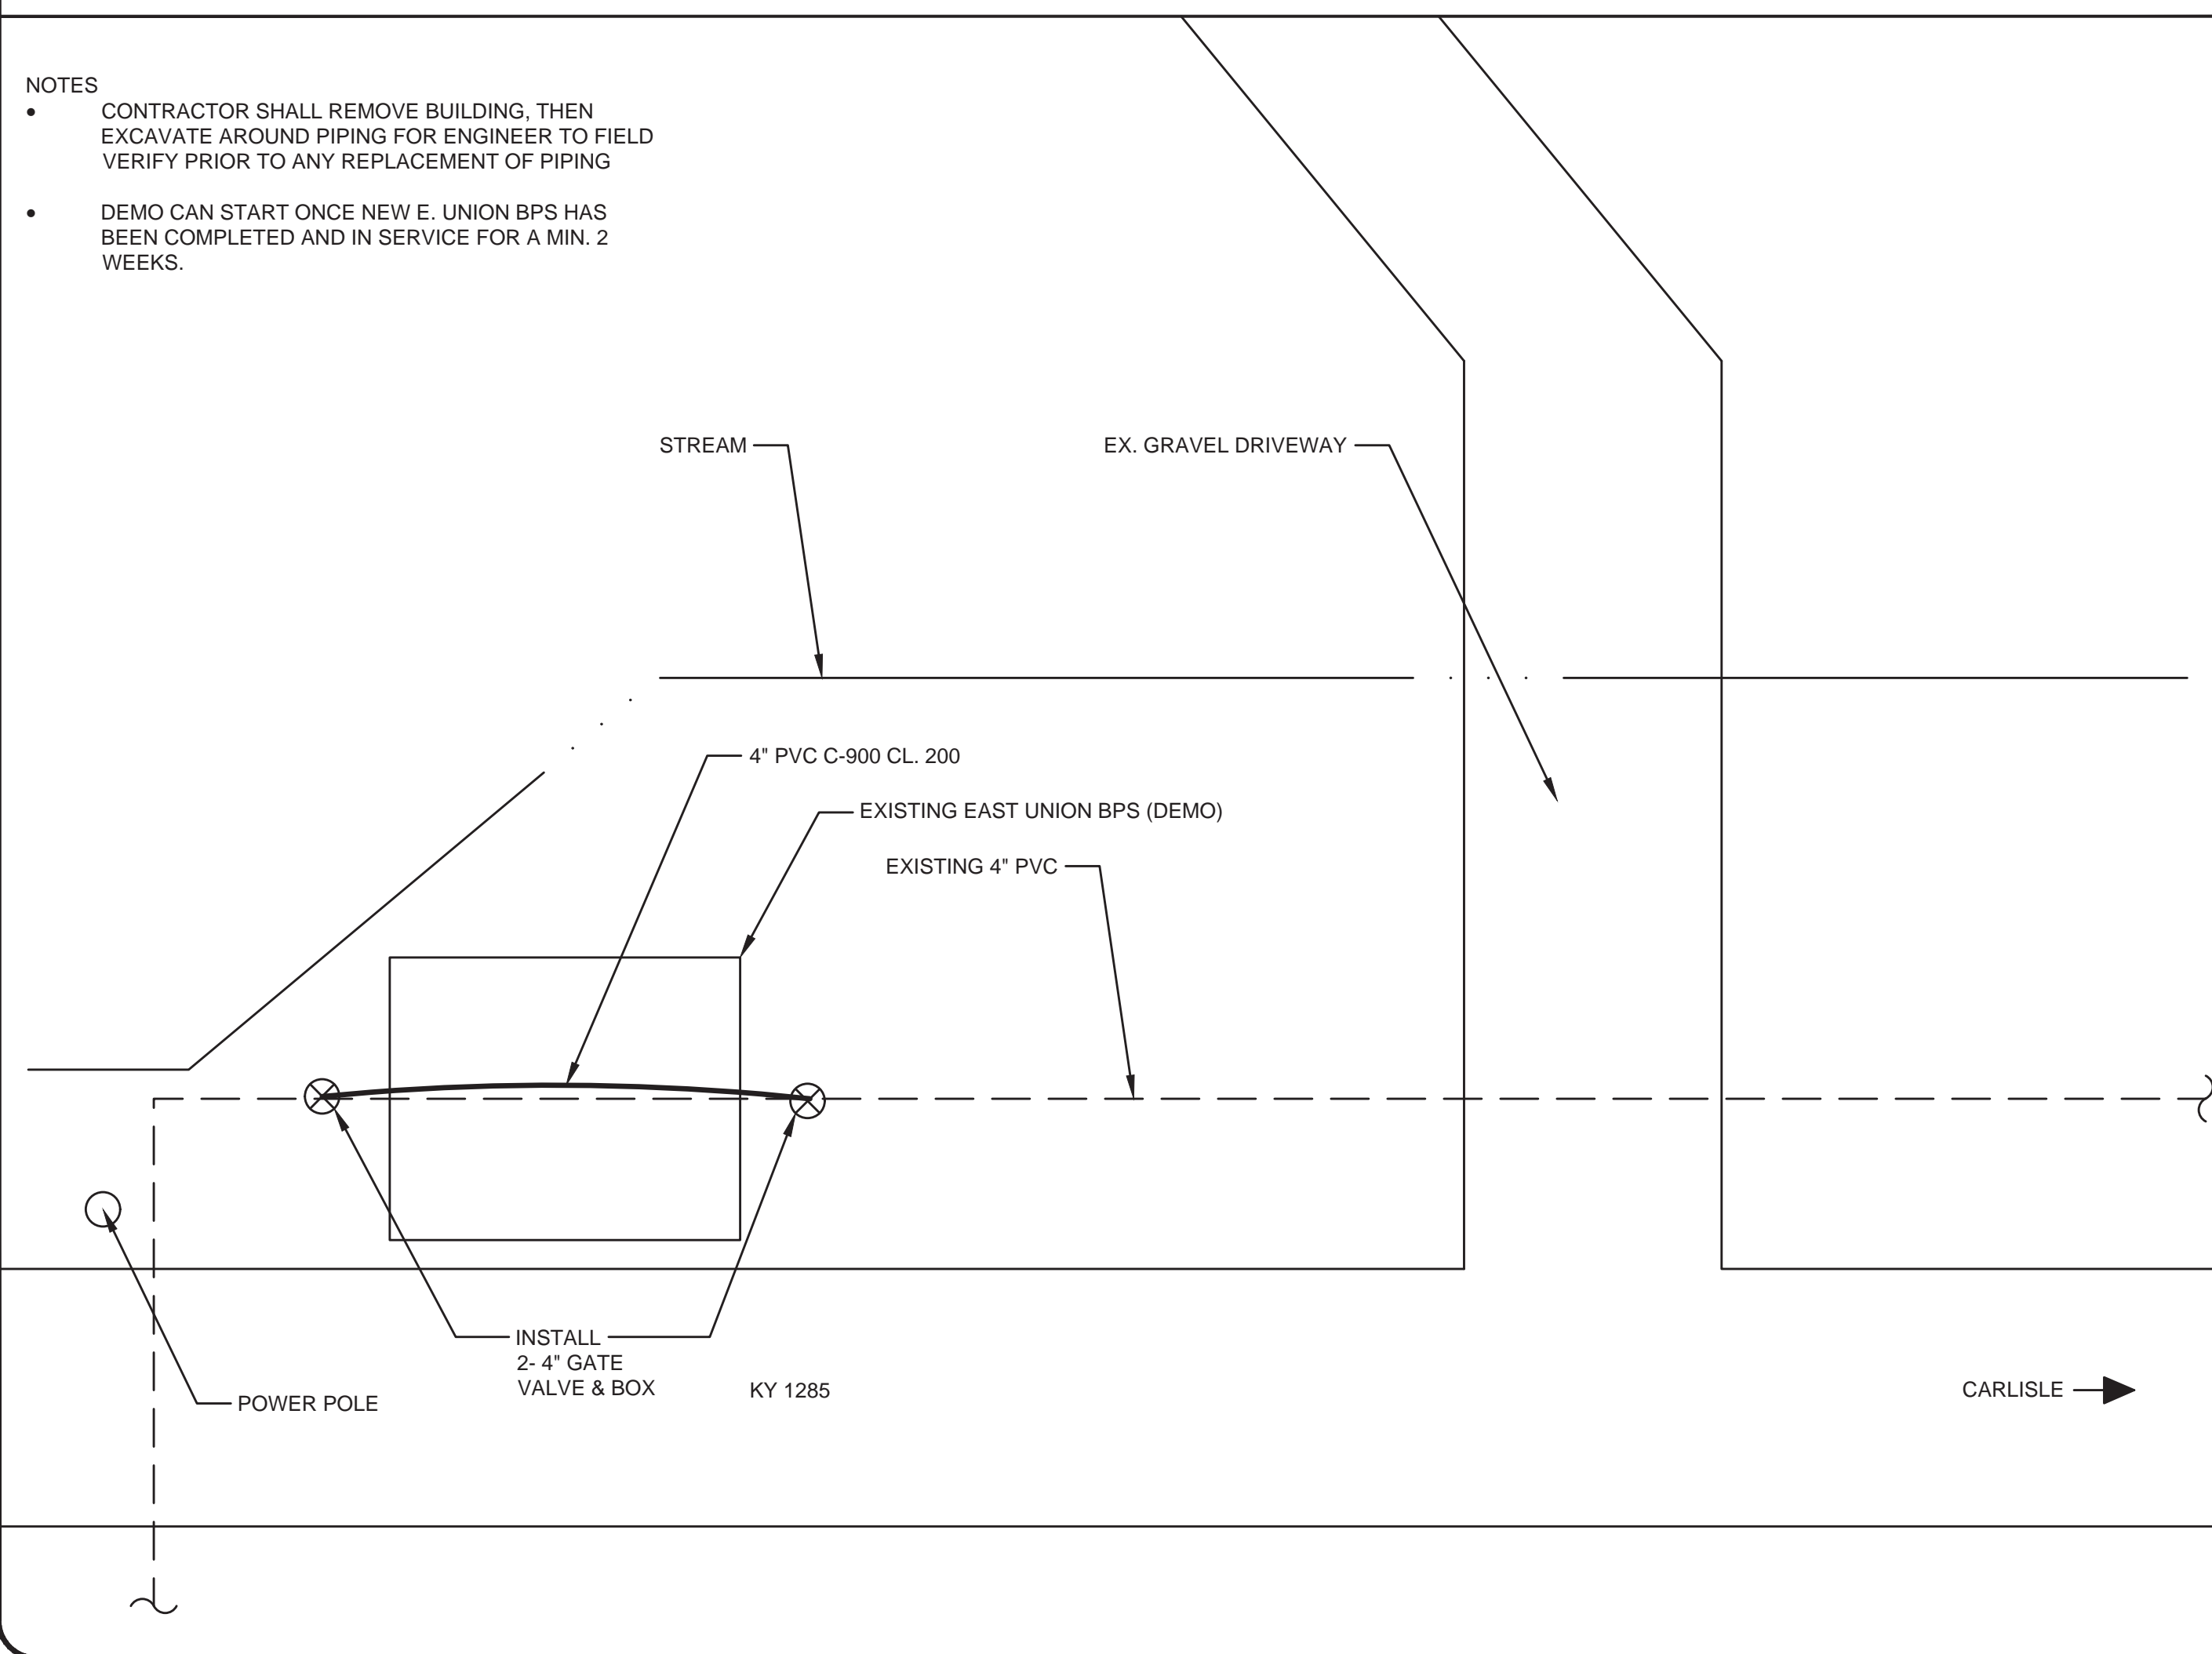 NOTES
• CONTRACTOR SHALL REMOVE BUILDING, THEN
EXCAVATE AROUND PIPING FOR ENGINEER TO FIELD
VERIFY PRIOR TO ANY REPLACEMENT OF PIPING
• DEMO CAN START ONCE NEW E. UNION BPS HAS
BEEN COMPLETED AND IN SERVICE FOR A MIN. 2
WEEKS.
STREAM
EX. GRAVEL DRIVEWAY
4" PVC C-900 CL. 200
EXISTING EAST UNION BPS (DEMO)
EXISTING 4" PVC
INSTALL
2- 4" GATE
VALVE & BOX
KY 1285
CARLISLE
POWER POLE